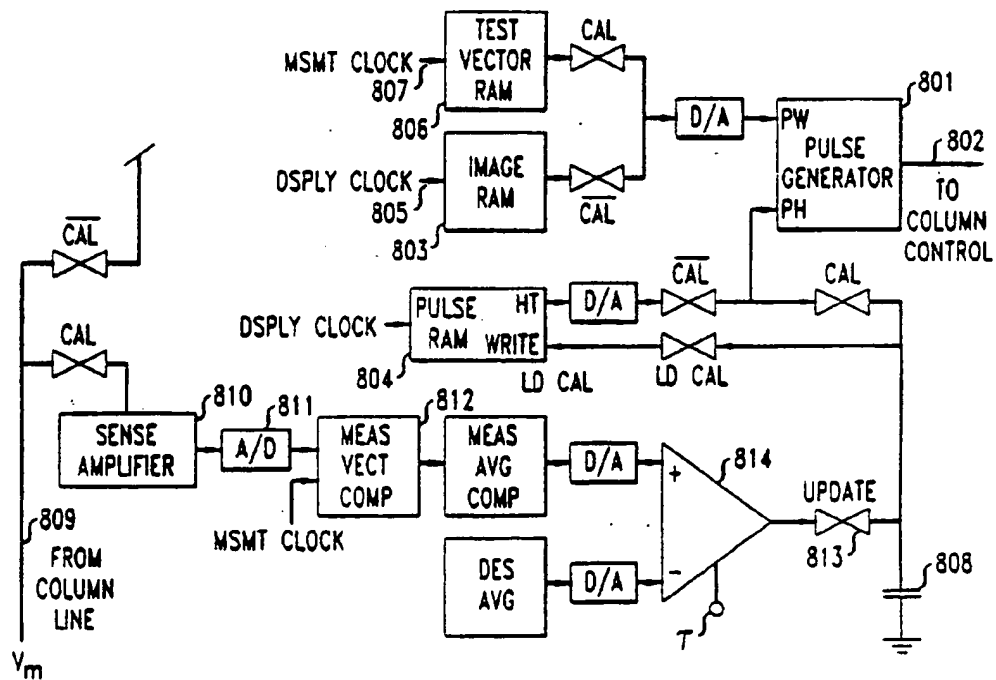 TEST
VECTOR
RAM
CAL
MSMT CLOCK
807
806
D/A
PW
801
PULSE
GENERATOR
PH
802
TO
COLUMN
CONTROL
IMAGE
RAM
DSPLY CLOCK
805
803
CAL
CAL
CAL
DSPLY CLOCK
PULSE
RAM
HT
WRITE
804
D/A
CAL
CAL
LD CAL
LD CAL
SENSE
AMPLIFIER
810
A/D
811
MEAS
VECT
COMP
812
MSMT CLOCK
MEAS
AVG
COMP
D/A
+
-
814
UPDATE
813
808
DES
AVG
D/A
T
809
FROM
COLUMN
LINE
Vm